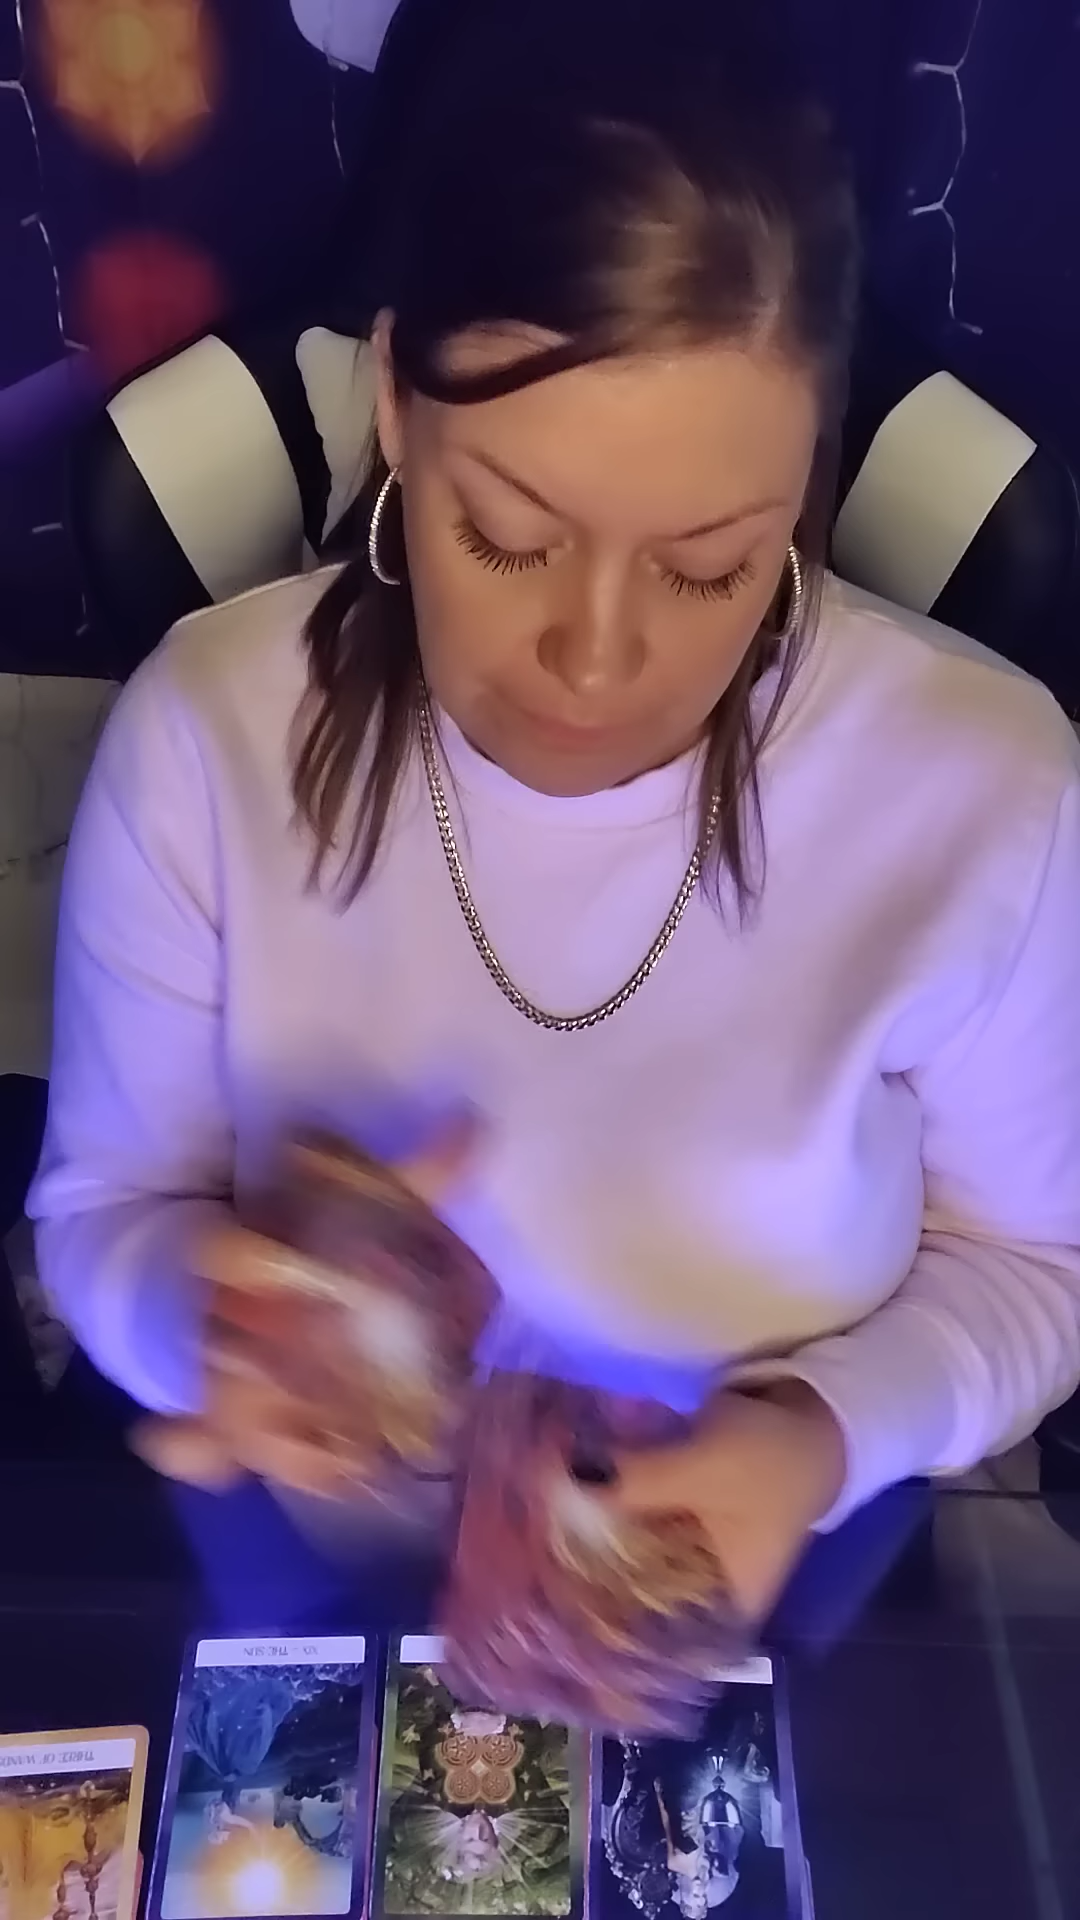 XIX - THE SUN
THREE OF WANDS